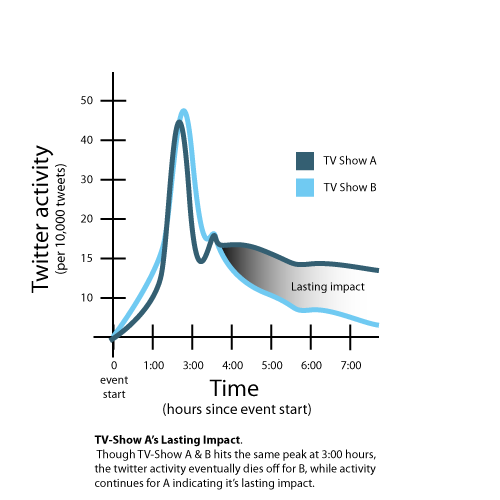 50
40
30
20
15
10
Twitter activity
(per 10,000 tweets)
TV Show A
TV Show B
Lasting impact
0 1:00 3:00 4:00 5:00 6:00 7:00
event
start
Time
(hours since event start)
TV-Show A's Lasting Impact.
Though TV-Show A & B hits the same peak at 3:00 hours,
the twitter activity eventually dies off for B, while activity
continues for A indicating it's lasting impact.